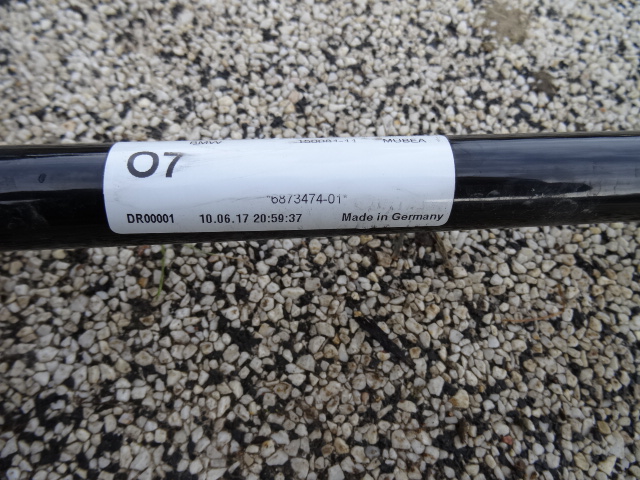 BMW MUBEA
O7
*6873474-01*
DR00001 10.06.17 20:59:37 Made in Germany